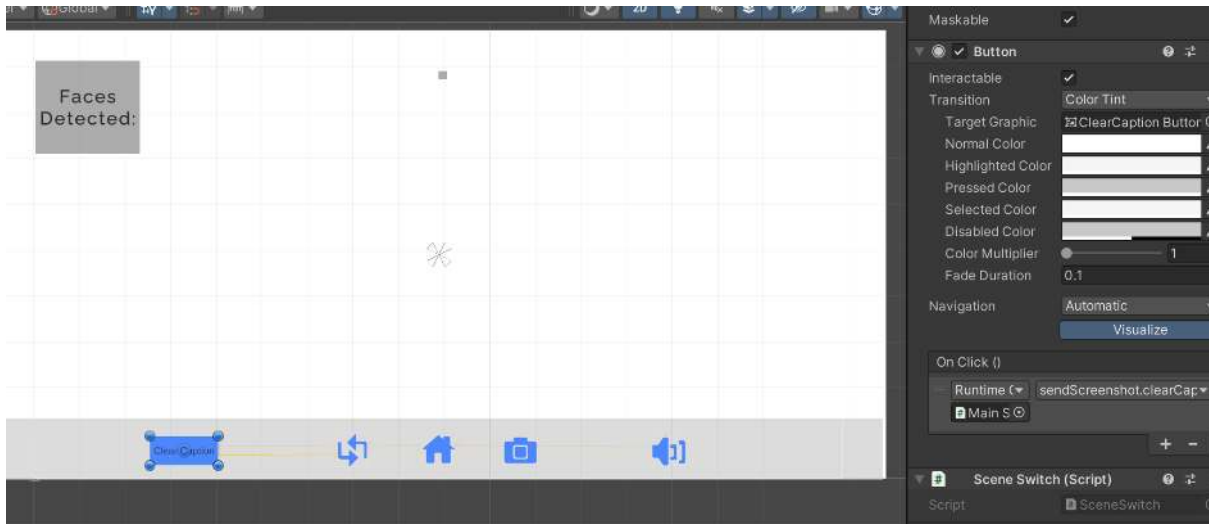 Global
2D
Faces
Detected:
ClearCaption
Maskable
Button
Interactable
Transition
Color Tint
Target Graphic
ClearCaption Button
Normal Color
Highlighted Color
Pressed Color
Selected Color
Disabled Color
Color Multiplier
1
Fade Duration
0.1
Navigation
Automatic
Visualize
On Click ()
Runtime
sendScreenshot.clearCap
Main S
+ -
Scene Switch (Script)
Script
SceneSwitch